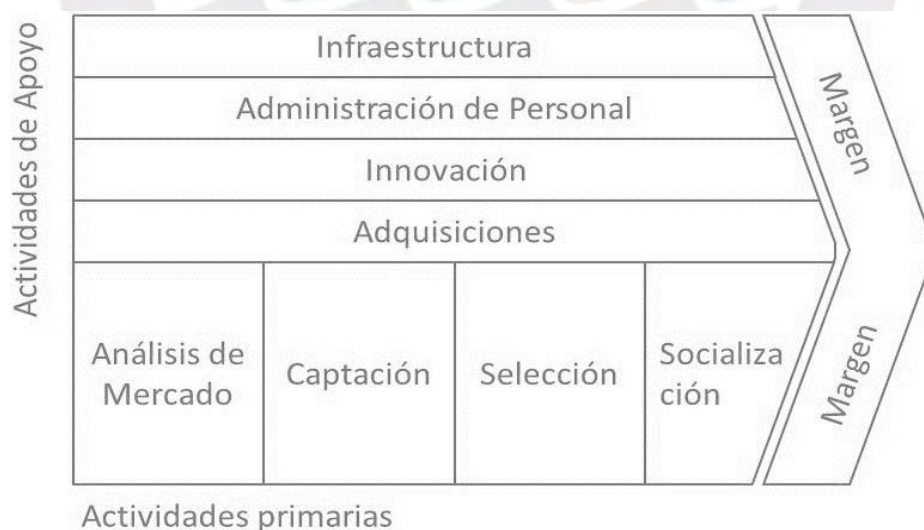 Actividades de Apoyo
Infraestructura
Administración de Personal
Innovación
Adquisiciones
Margen
Análisis de
Mercado
Captación
Selección
Socializa
ción
Margen
Actividades primarias